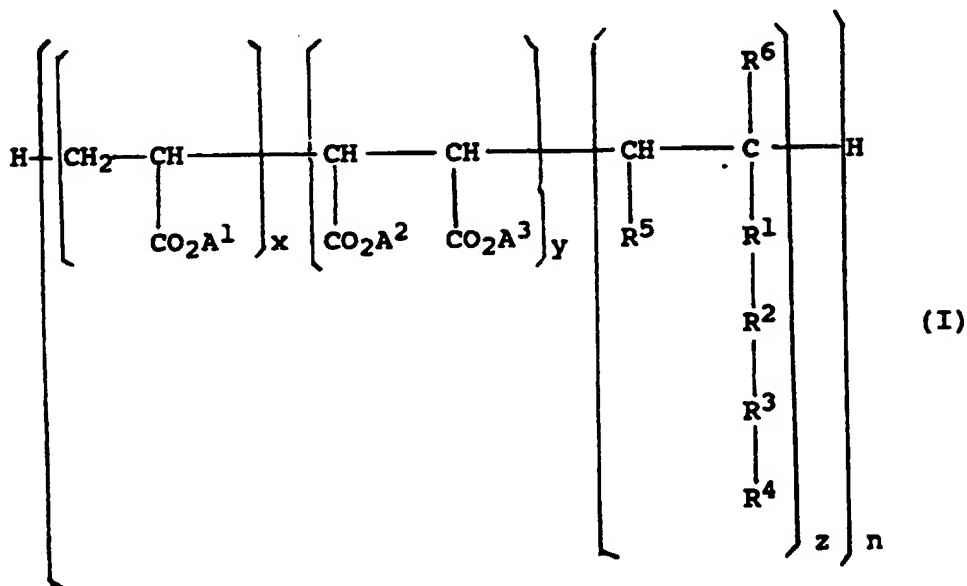 R⁶
H CH₂ CH CH CH CH C H
CO₂A¹ x CO₂A² CO₂A³ y R⁵ R¹
R² (I)
R³
R⁴
z n